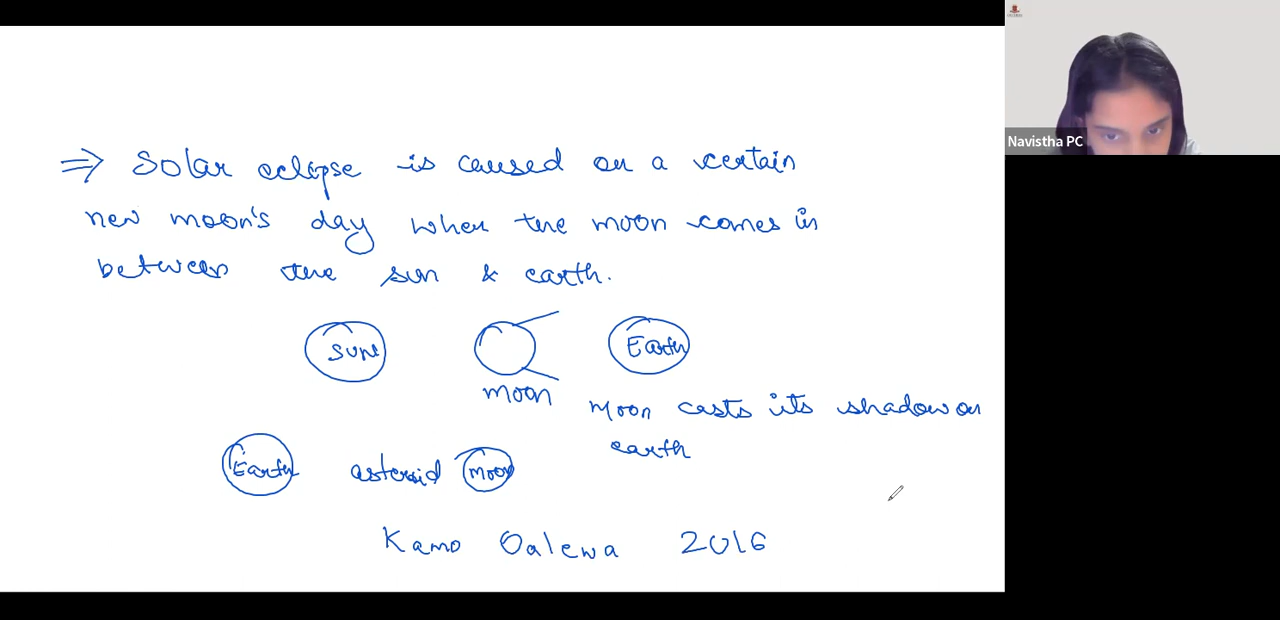 Navistha PC
⇒ Solar eclipse is caused on a certain
new moon's day when the moon comes in
between the sun & earth.
Sun Earth
moon
Moon casts its shadow on
earth
Earth asteroid Moon
Kamo Oalewa 2016